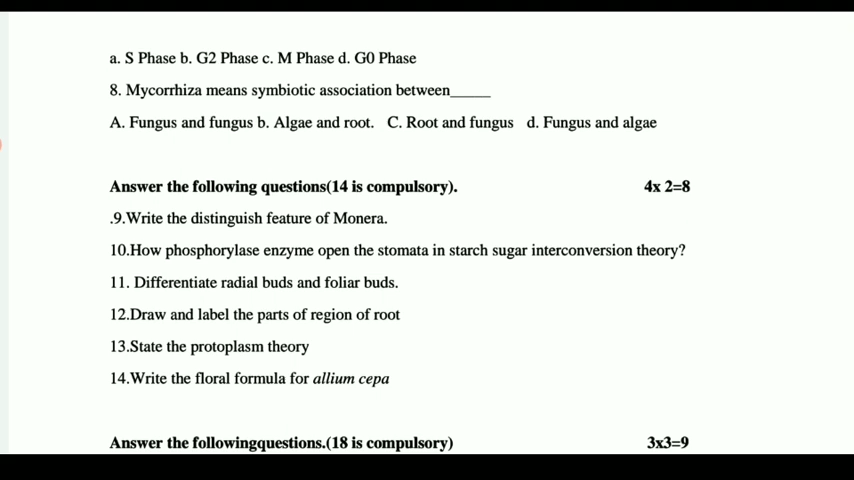 a. S Phase b. G2 Phase c. M Phase d. G0 Phase
8. Mycorrhiza means symbiotic association between_____
A. Fungus and fungus b. Algae and root. C. Root and fungus d. Fungus and algae
Answer the following questions(14 is compulsory). 4x 2=8
.9.Write the distinguish feature of Monera.
10.How phosphorylase enzyme open the stomata in starch sugar interconversion theory?
11. Differentiate radial buds and foliar buds.
12.Draw and label the parts of region of root
13.State the protoplasm theory
14.Write the floral formula for allium cepa
Answer the followingquestions.(18 is compulsory) 3x3=9